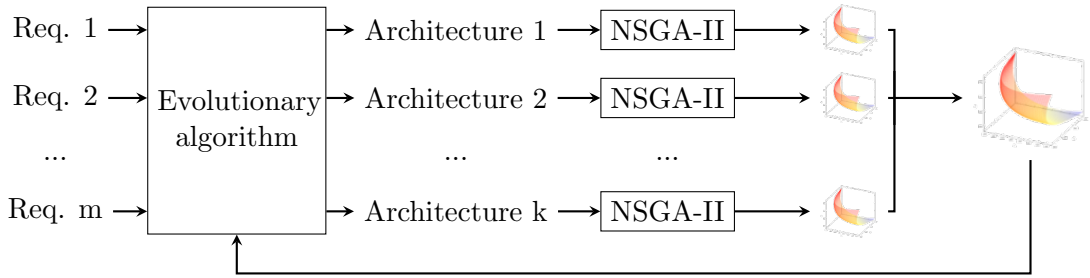 Req. 1
Architecture 1
NSGA-II
Req. 2
Evolutionary
algorithm
Architecture 2
NSGA-II
...
...
...
Req. m
Architecture k
NSGA-II